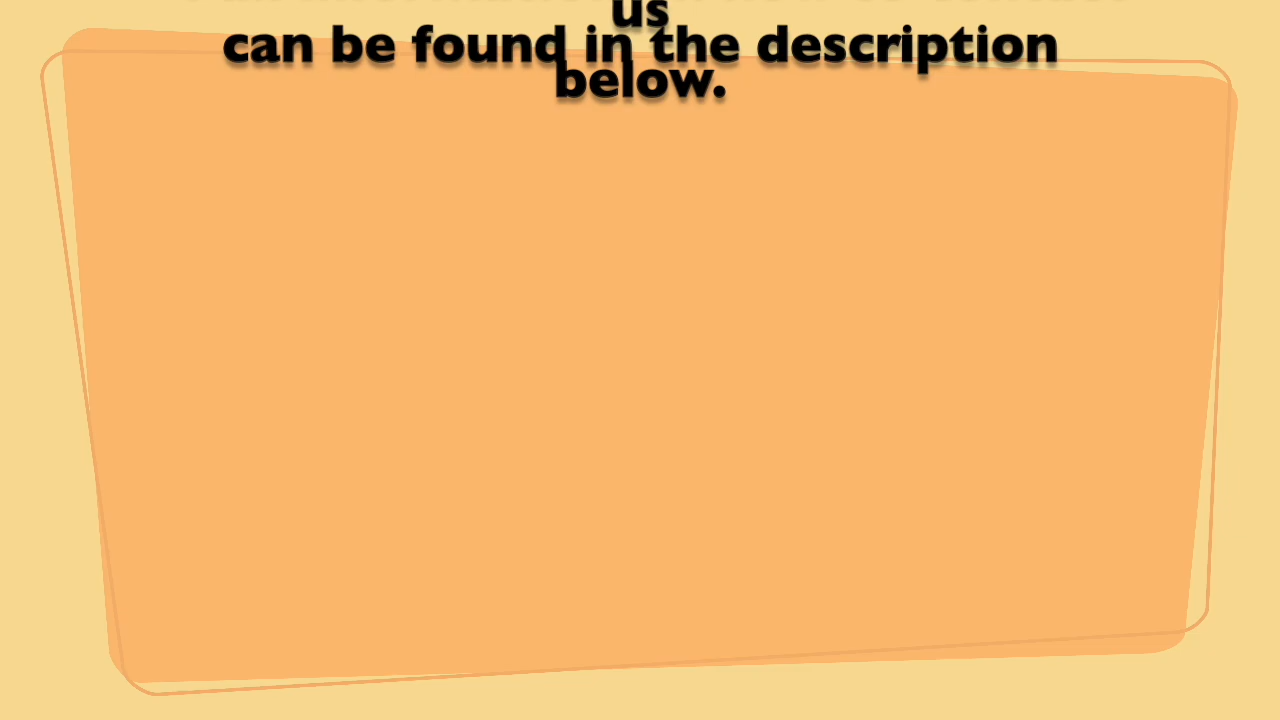 us
can be found in the description
below.